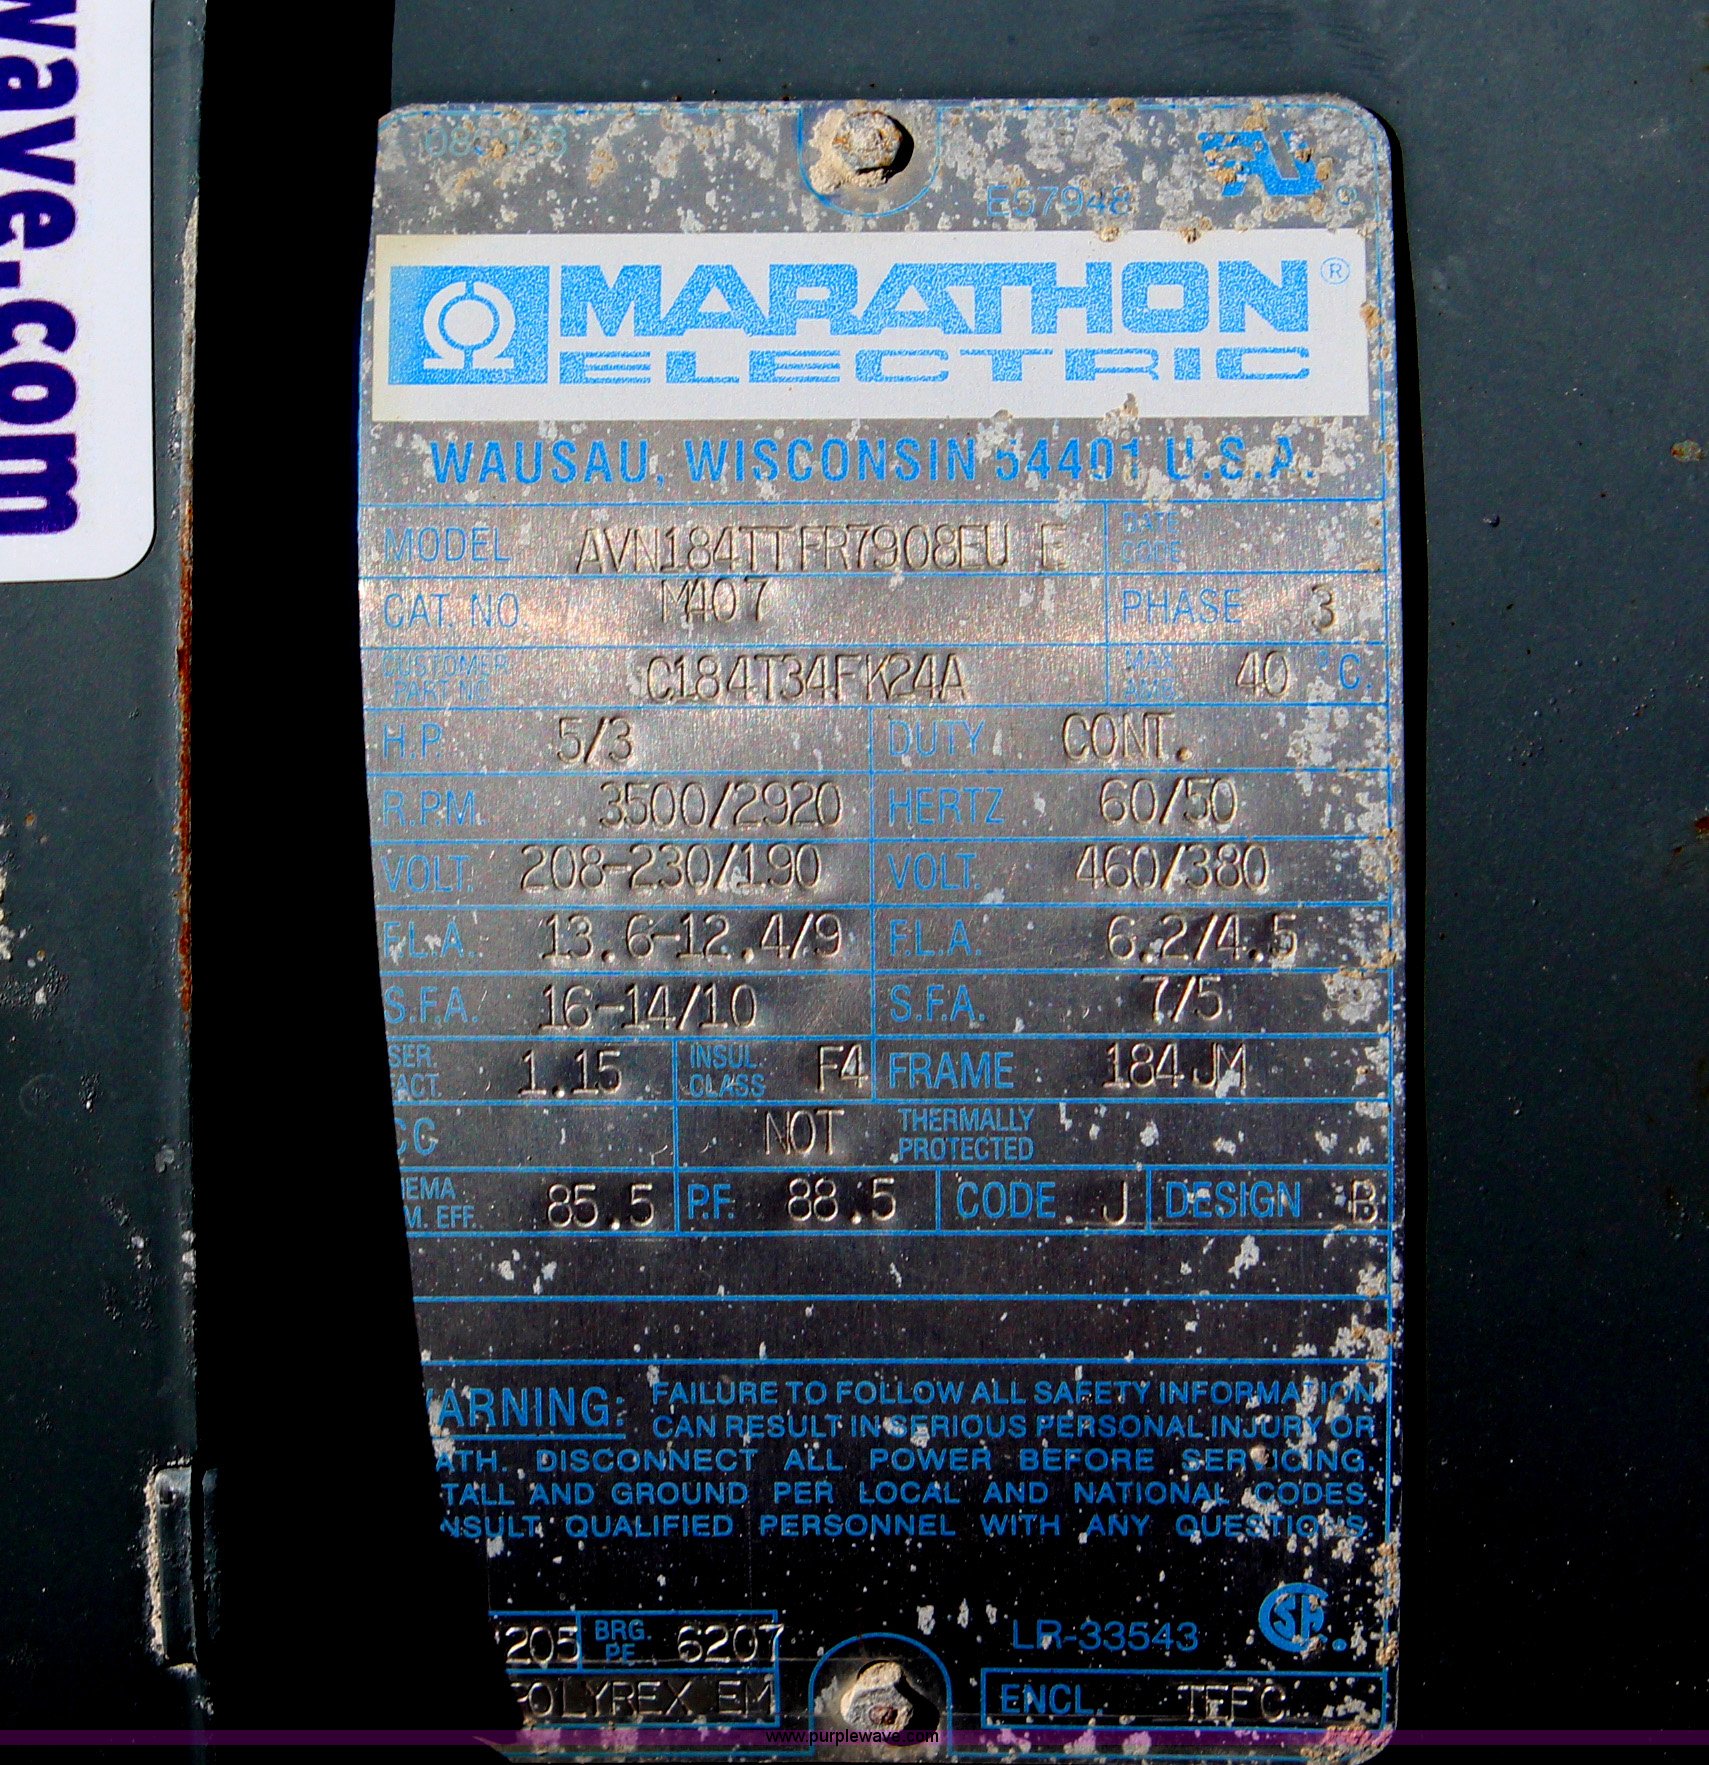 wave.com
E57948
MARATHON ®
ELECTRIC
WAUSAU, WISCONSIN 54401 U.S.A.
MODEL AVN184TTFR7908EU E DATE CODE
CAT. NO. M407 PHASE 3
CUSTOMER PART NO. C184T34FK24A MAX. AMB. 40 °C.
H.P. 5/3 DUTY CONT.
R.P.M. 3500/2920 HERTZ 60/50
VOLT. 208-230/190 VOLT. 460/380
F.L.A. 13.6-12.4/9 F.L.A. 6.2/4.5
S.F.A. 16-14/10 S.F.A. 7/5
SER. FACT. 1.15 INSUL. CLASS F4 FRAME 184JM
CC NOT THERMALLY PROTECTED
NEMA NOM. EFF. 85.5 P.F. 88.5 CODE J DESIGN B
WARNING: FAILURE TO FOLLOW ALL SAFETY INFORMATION
CAN RESULT IN SERIOUS PERSONAL INJURY OR
ATH. DISCONNECT ALL POWER BEFORE SERVICING.
TALL AND GROUND PER LOCAL AND NATIONAL CODES.
NSULT QUALIFIED PERSONNEL WITH ANY QUESTIONS.
205 BRG. PE 6207 LR-33543
POLYREX EM ENCL. TEFC
www.purplewave.com